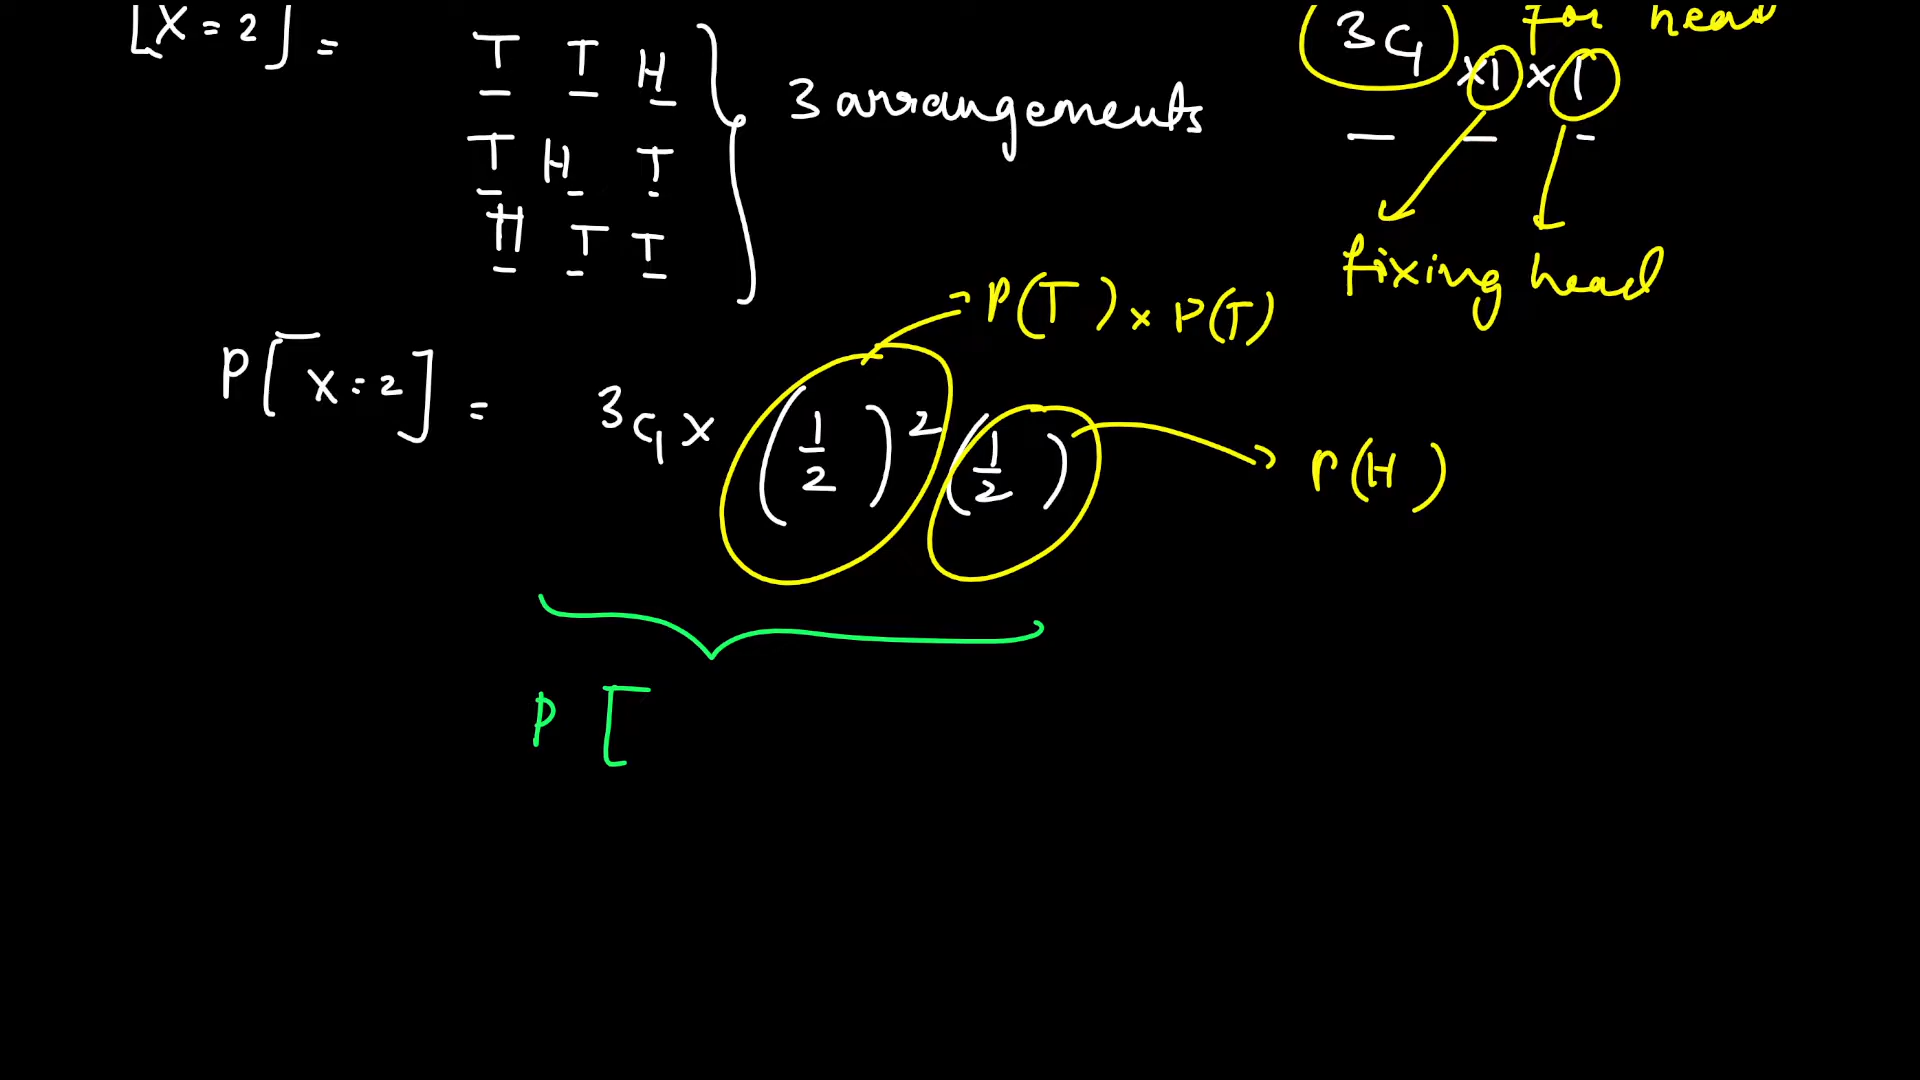 [X = 2] = T T H
T H T
H T T
3 arrangements
3C1 For head
x 1 x 1
fixing head
P[X = 2] = 3C1 x (1/2)^2 (1/2)
P(T) x P(T)
P(H)
P [